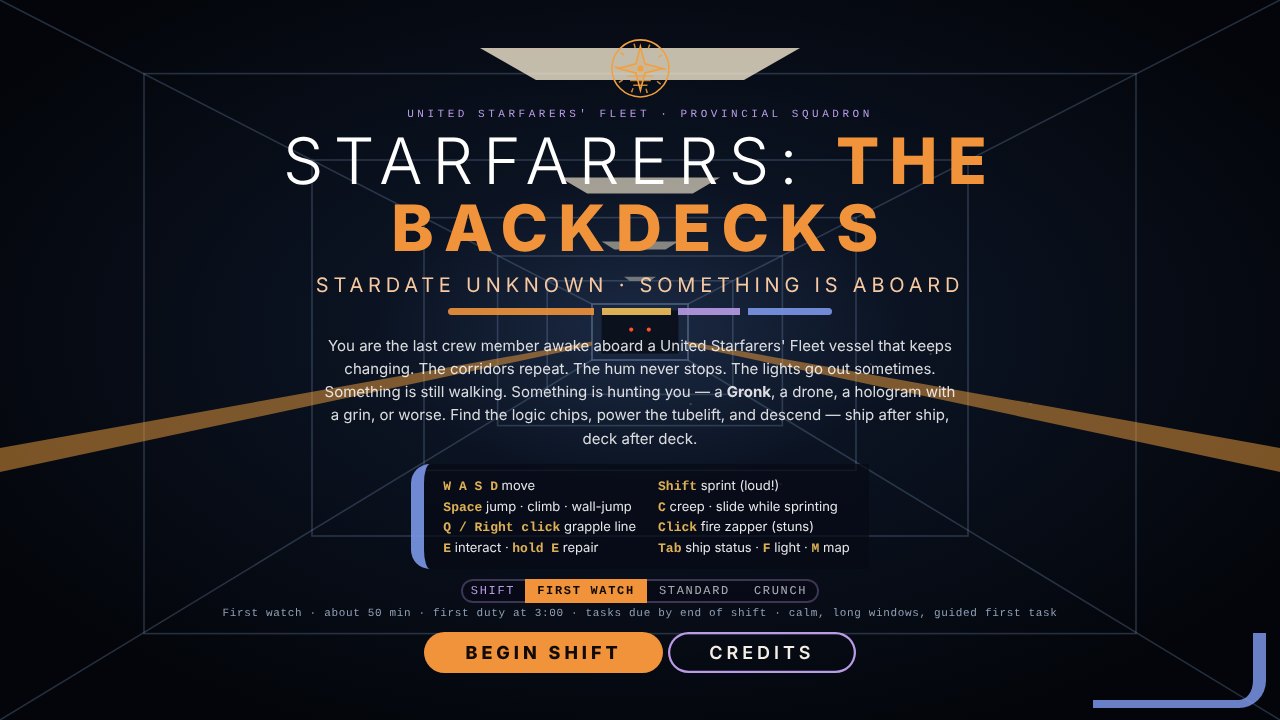 UNITED STARFARERS' FLEET · PROVINCIAL SQUADRON
STARFARERS: THE
BACKDECKS
STARDATE UNKNOWN · SOMETHING IS ABOARD
You are the last crew member awake aboard a United Starfarers' Fleet vessel that keeps
changing. The corridors repeat. The hum never stops. The lights go out sometimes.
Something is still walking. Something is hunting you — a Gronk, a drone, a hologram with
a grin, or worse. Find the logic chips, power the tubelift, and descend — ship after ship,
deck after deck.
W A S D move
Shift sprint (loud!)
Space jump · climb · wall-jump
C creep · slide while sprinting
Q / Right click grapple line
Click fire zapper (stuns)
E interact · hold E repair
Tab ship status · F light · M map
SHIFT FIRST WATCH STANDARD CRUNCH
First watch · about 50 min · first duty at 3:00 · tasks due by end of shift · calm, long windows, guided first task
BEGIN SHIFT CREDITS